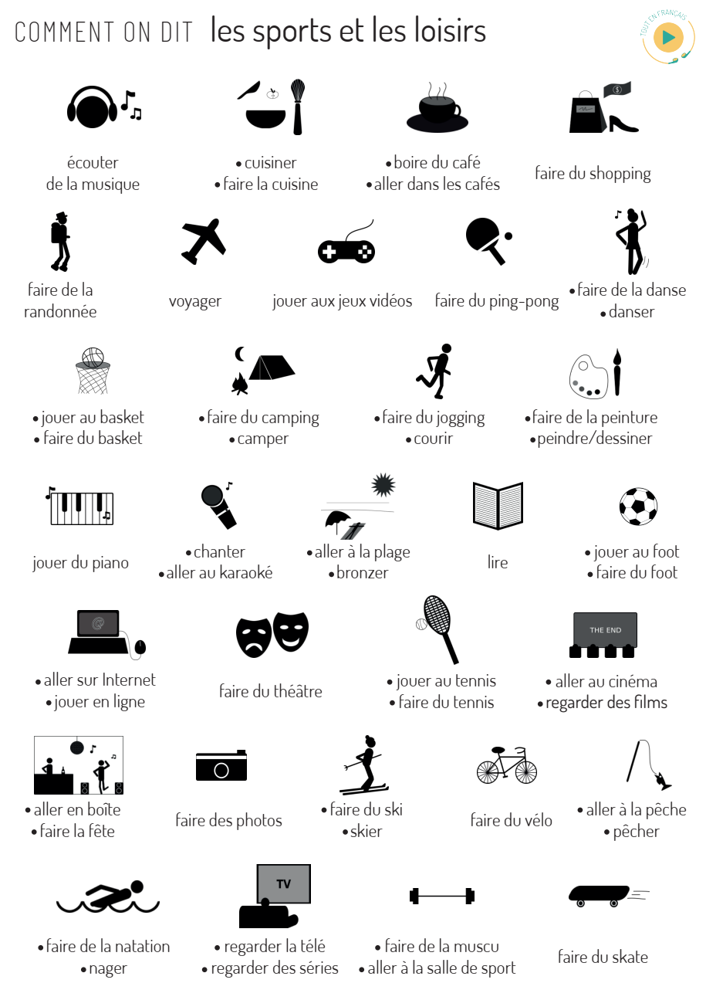 COMMENT ON DIT les sports et les loisirs
TOUT EN FRANÇAIS
écouter
de la musique
• cuisiner
• faire la cuisine
• boire du café
• aller dans les cafés
faire du shopping
faire de la
randonnée
voyager
jouer aux jeux vidéos
faire du ping-pong
• faire de la danse
• danser
• jouer au basket
• faire du basket
• faire du camping
• camper
• faire du jogging
• courir
• faire de la peinture
• peindre/dessiner
jouer du piano
• chanter
• aller au karaoké
• aller à la plage
• bronzer
lire
• jouer au foot
• faire du foot
@
• aller sur Internet
• jouer en ligne
faire du théâtre
• jouer au tennis
• faire du tennis
THE END
• aller au cinéma
• regarder des films
• aller en boîte
• faire la fête
faire des photos
• faire du ski
• skier
faire du vélo
• aller à la pêche
• pêcher
• faire de la natation
• nager
TV
• regarder la télé
• regarder des séries
• faire de la muscu
• aller à la salle de sport
faire du skate
$